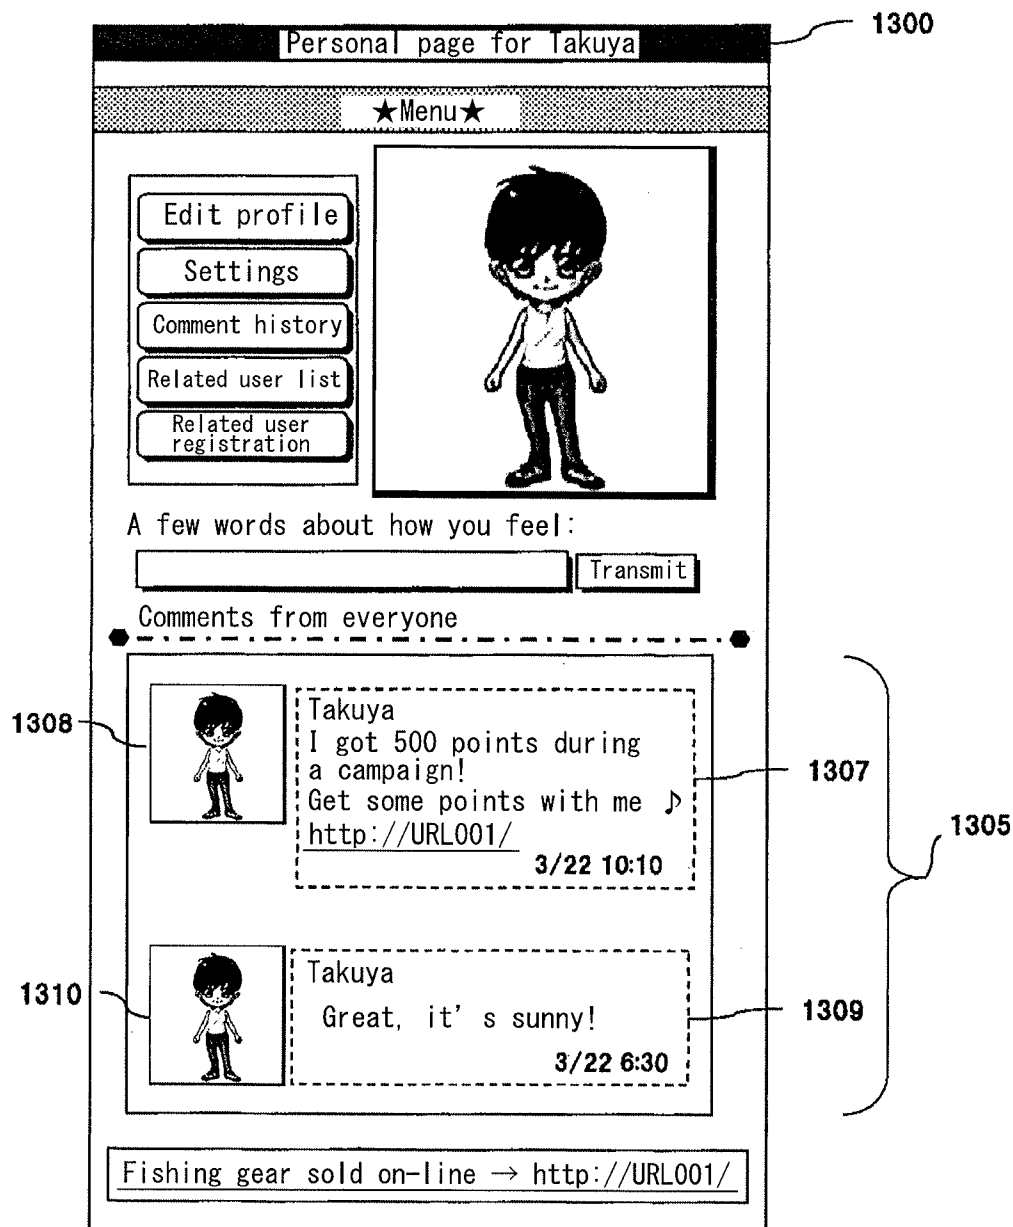 1300
Personal page for Takuya
★Menu★
Edit profile
Settings
Comment history
Related user list
Related user
registration
A few words about how you feel:
Transmit
Comments from everyone
1308
Takuya
I got 500 points during
a campaign!
Get some points with me ♪
http://URL001/
3/22 10:10
1307
1305
1310
Takuya
Great, it's sunny!
3/22 6:30
1309
Fishing gear sold on-line → http://URL001/